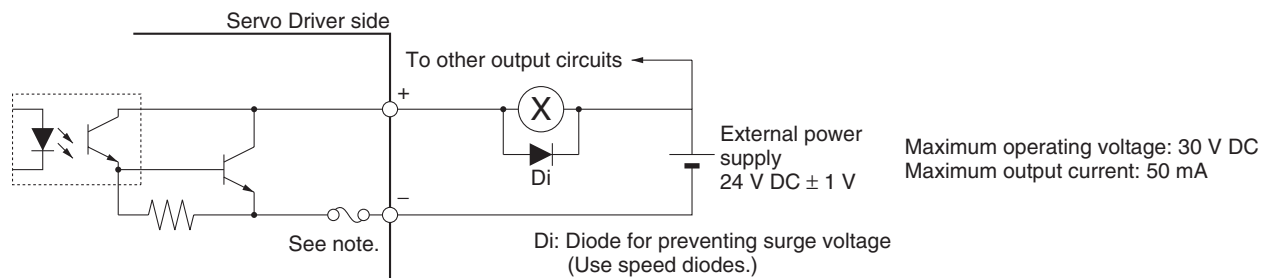 Servo Driver side
To other output circuits
+
X
Di
External power
supply
24 V DC ± 1 V
Maximum operating voltage: 30 V DC
Maximum output current: 50 mA
−
See note.
Di: Diode for preventing surge voltage
(Use speed diodes.)